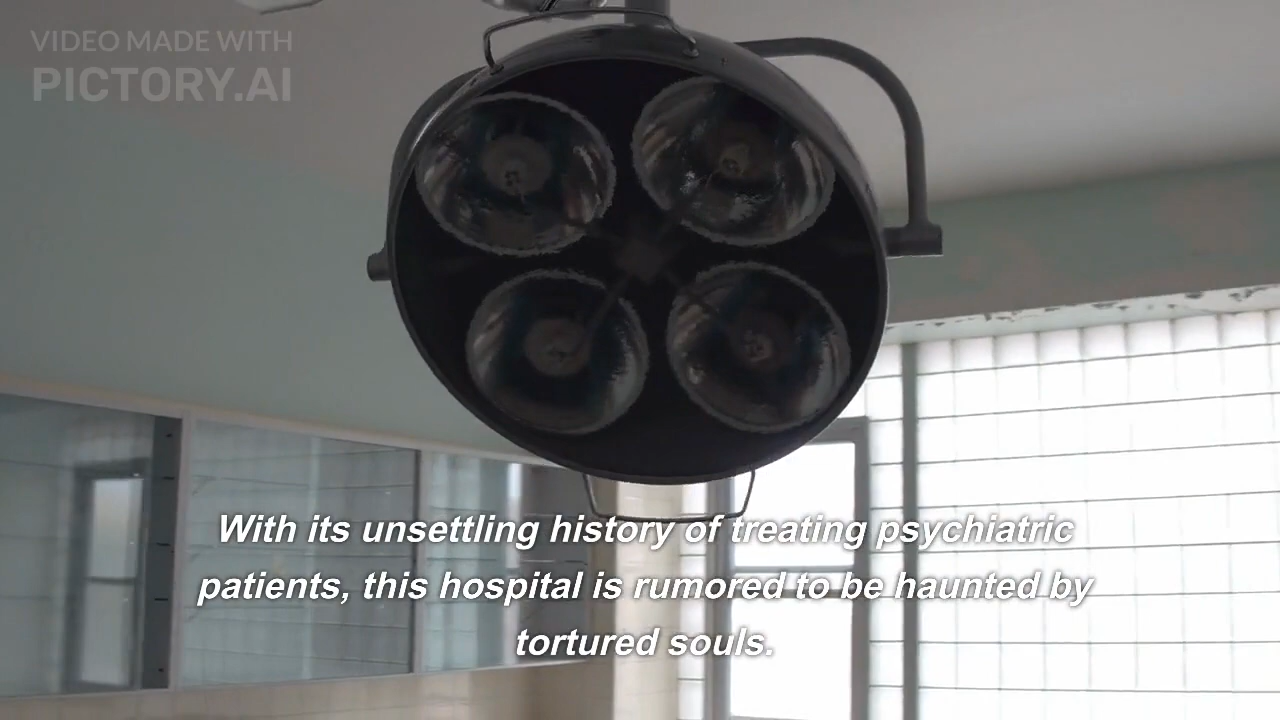 VIDEO MADE WITH
PICTORY.AI
With its unsettling history of treating psychiatric
patients, this hospital is rumored to be haunted by
tortured souls.